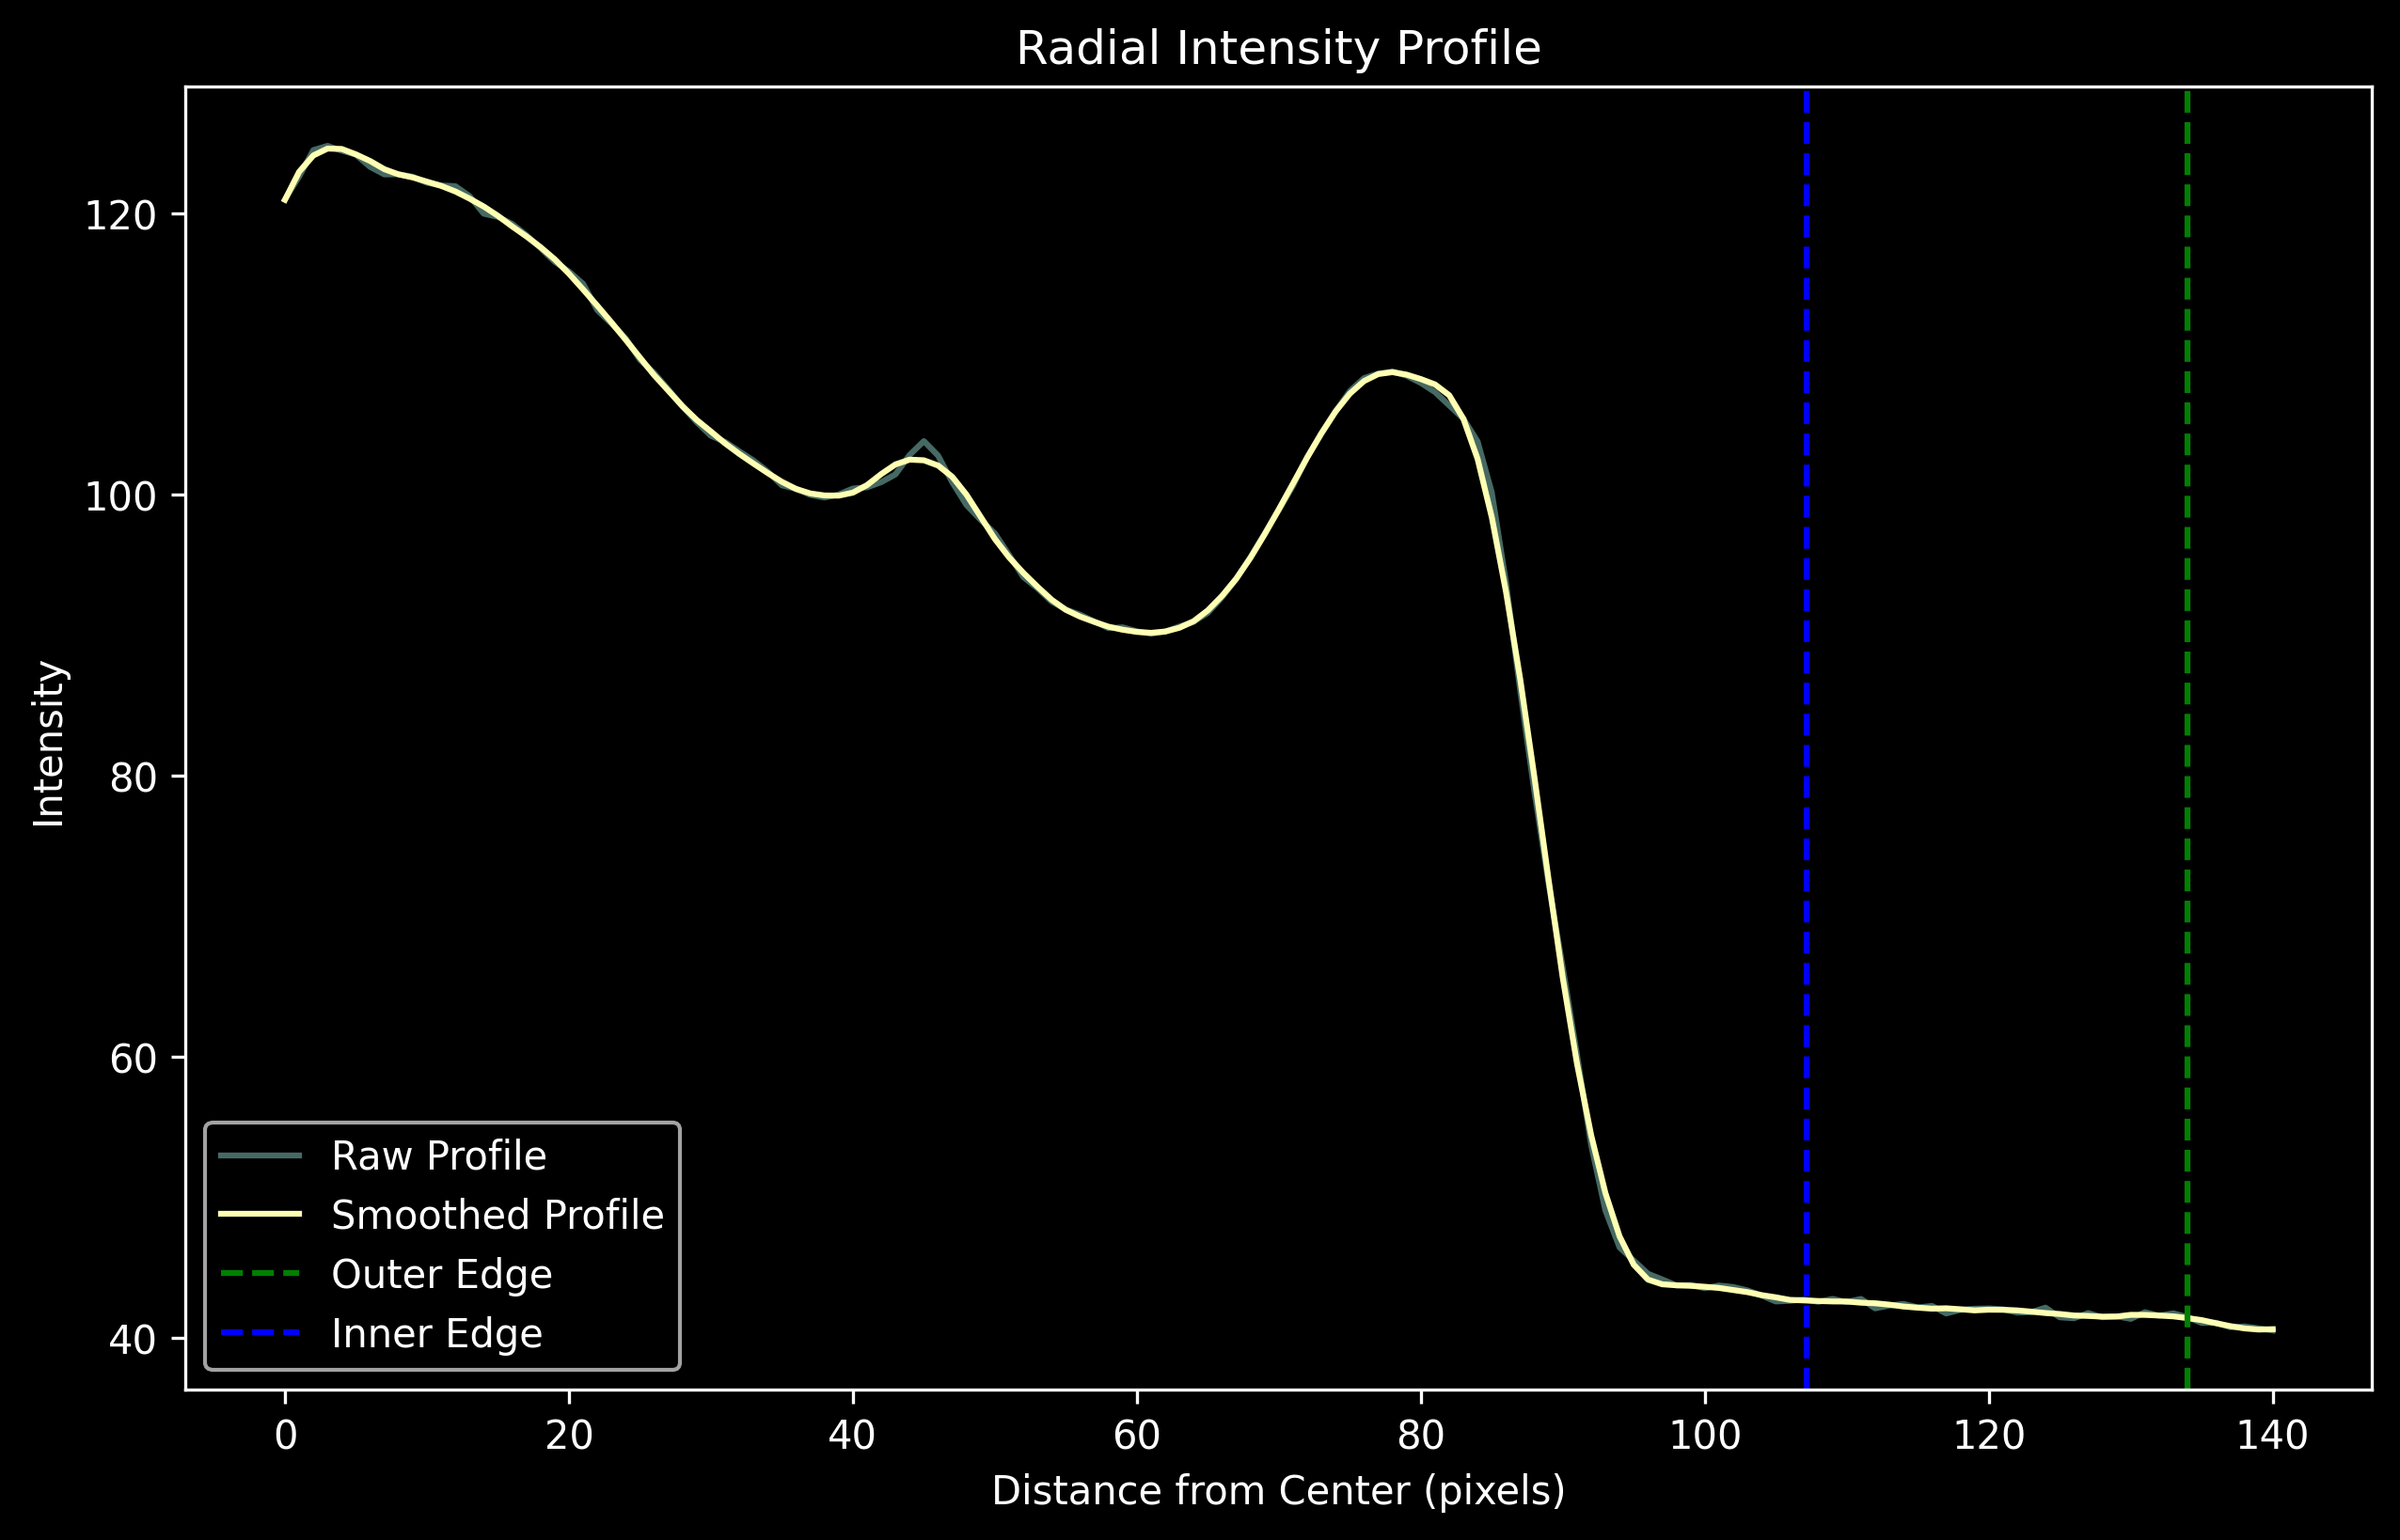 Radial Intensity Profile
Intensity
120
100
80
60
40
Raw Profile
Smoothed Profile
Outer Edge
Inner Edge
0 20 40 60 80 100 120 140
Distance from Center (pixels)